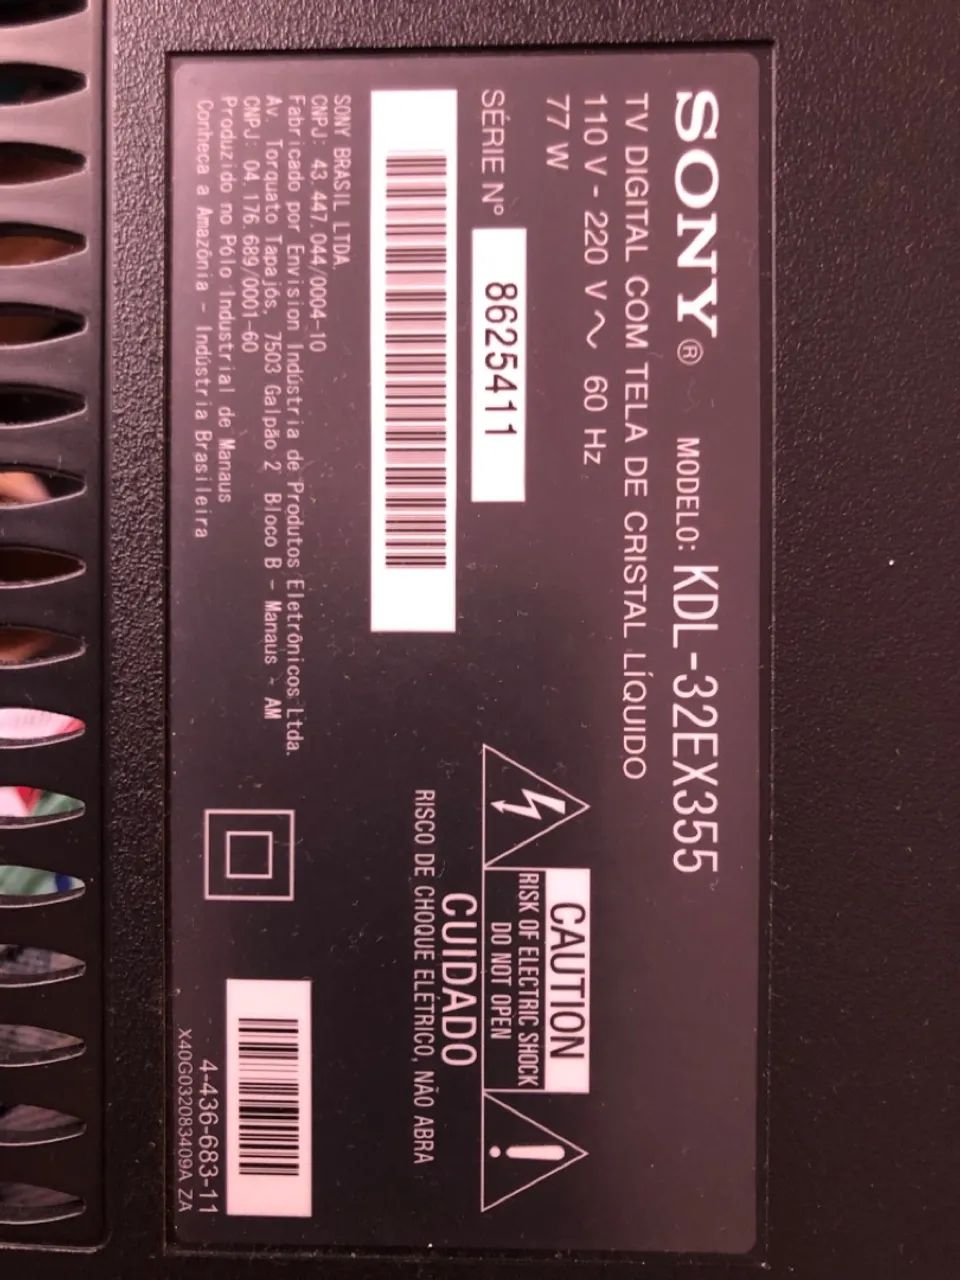 SONY® MODELO: KDL-32EX355
TV DIGITAL COM TELA DE CRISTAL LÍQUIDO
110 V - 220 V ~ 60 Hz
77 W
SÉRIE Nº 8625411
CAUTION
RISK OF ELECTRIC SHOCK
DO NOT OPEN
CUIDADO
RISCO DE CHOQUE ELÉTRICO, NÃO ABRA
SONY BRASIL LTDA.
CNPJ: 43.447.044/0004-10
Fabricado por Envision Indústria de Produtos Eletrônicos Ltda.
Av. Torquato Tapajós, 7503 Galpão 2 Bloco B - Manaus - AM
CNPJ: 04.176.689/0001-60
Produzido no Pólo Industrial de Manaus
Conheça a Amazônia - Indústria Brasileira
4-436-683-11
X40G032083409A ZA